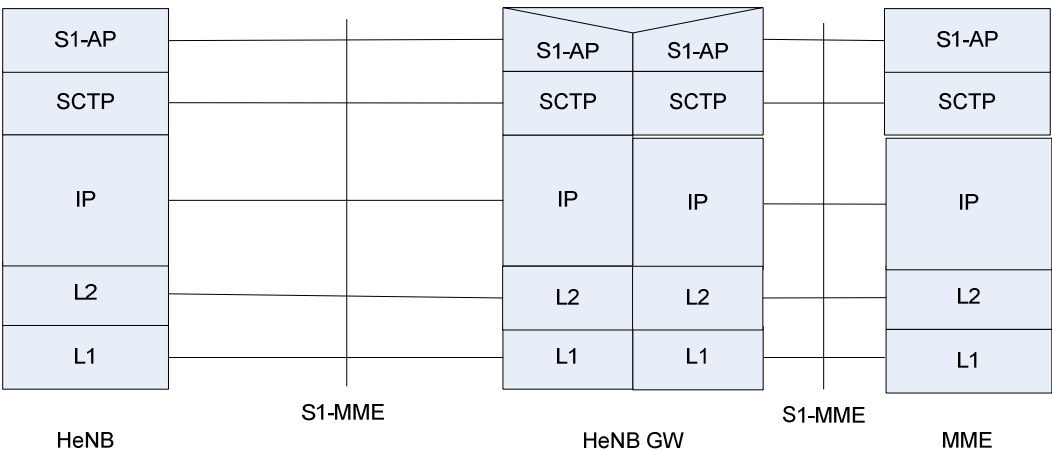 S1-AP S1-AP S1-AP S1-AP
SCTP SCTP SCTP SCTP
IP IP IP IP
L2 L2 L2 L2
L1 L1 L1 L1
S1-MME S1-MME
HeNB HeNB GW MME